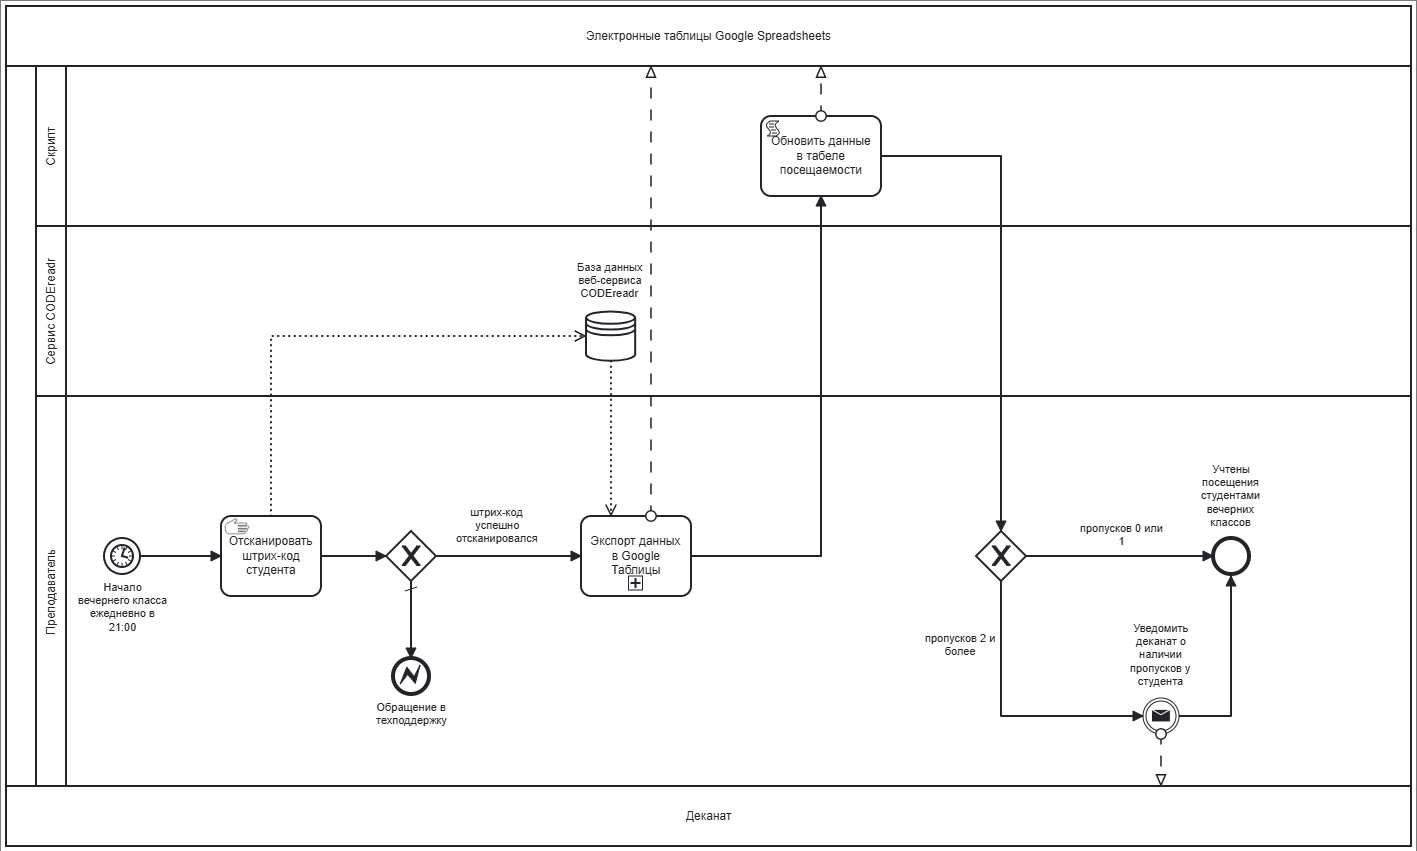 Электронные таблицы Google Spreadsheets
Скрипт
Обновить данные
в табеле
посещаемости
Сервис CODEreadr
База данных
веб-сервиса
CODEreadr
Преподаватель
Начало
вечернего класса
ежедневно в
21:00
Отсканировать
штрих-код
студента
штрих-код
успешно
отсканировался
Обращение в
техподдержку
Экспорт данных
в Google
Таблицы
пропусков 0 или
1
Учтены
посещения
студентами
вечерних
классов
пропусков 2 и
более
Уведомить
деканат о
наличии
пропусков у
студента
Деканат